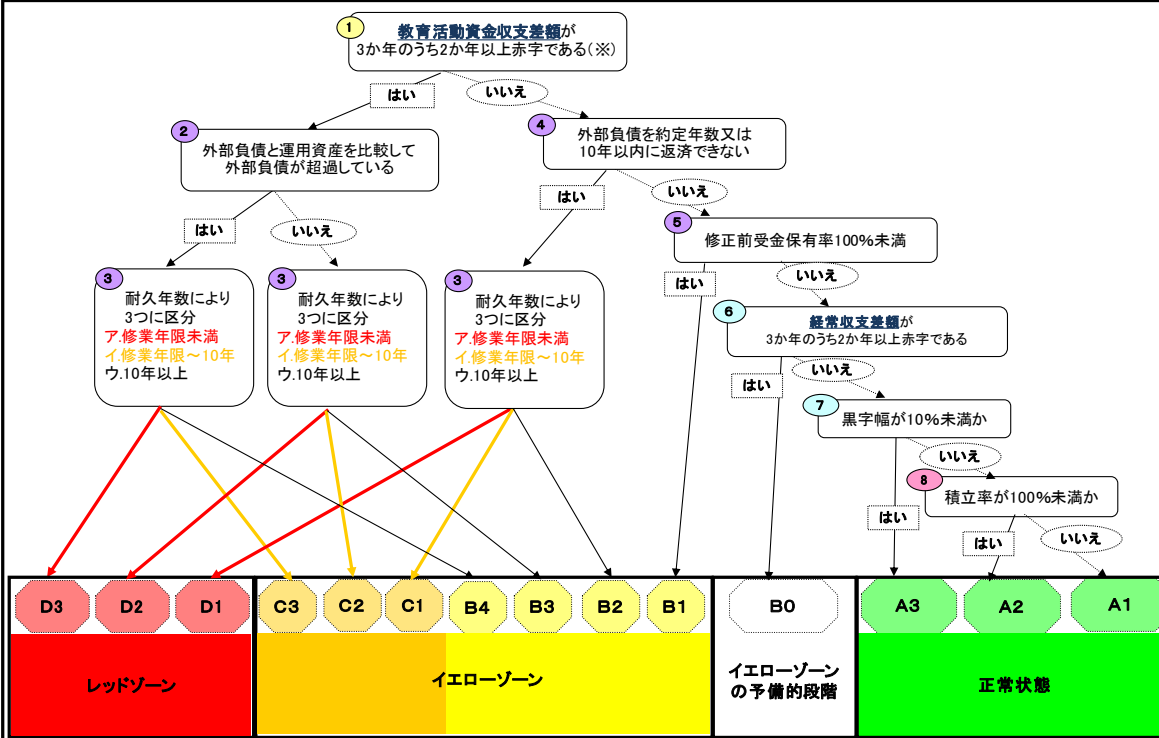 1
教育活動資金収支差額が
3か年のうち2か年以上赤字である(※)
はい
いいえ
2
外部負債と運用資産を比較して
外部負債が超過している
4
外部負債を約定年数又は
10年以内に返済できない
はい
いいえ
はい
いいえ
5
修正前受金保有率100%未満
3
耐久年数により
3つに区分
ア.修業年限未満
イ.修業年限～10年
ウ.10年以上
3
耐久年数により
3つに区分
ア.修業年限未満
イ.修業年限～10年
ウ.10年以上
3
耐久年数により
3つに区分
ア.修業年限未満
イ.修業年限～10年
ウ.10年以上
はい
いいえ
6
経常収支差額が
3か年のうち2か年以上赤字である
はい
いいえ
7
黒字幅が10%未満か
はい
いいえ
8
積立率が100%未満か
はい
いいえ
D3
D2
D1
C3
C2
C1
B4
B3
B2
B1
B0
A3
A2
A1
レッドゾーン
イエローゾーン
イエローゾーン
の予備的段階
正常状態